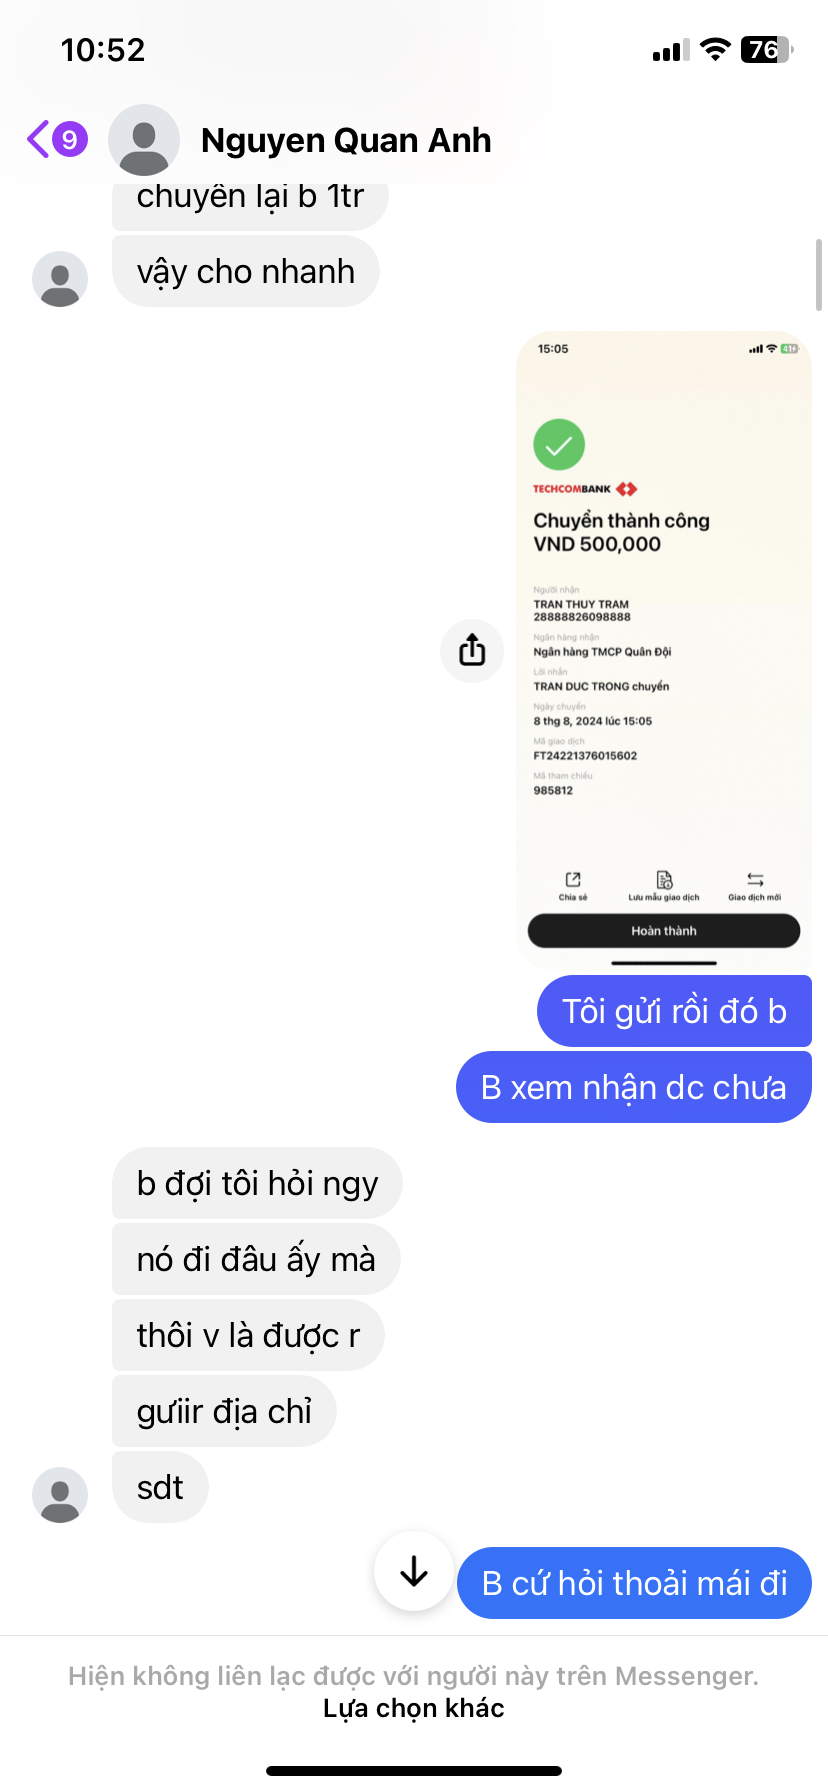 10:52
76
9
Nguyen Quan Anh
chuyển lại b 1tr
vậy cho nhanh
15:05
41
TECHCOMBANK
Chuyển thành công
VND 500,000
Người nhận
TRAN THUY TRAM
28888826098888
Ngân hàng nhận
Ngân hàng TMCP Quân Đội
Lời nhắn
TRAN DUC TRONG chuyển
Ngày chuyển
8 thg 8, 2024 lúc 15:05
Mã giao dịch
FT24221376015602
Mã tham chiếu
985812
Chia sẻ
Lưu mẫu giao dịch
Giao dịch mới
Hoàn thành
Tôi gửi rồi đó b
B xem nhận dc chưa
b đợi tôi hỏi ngy
nó đi đâu ấy mà
thôi v là được r
gưiir địa chỉ
sdt
B cứ hỏi thoải mái đi
Hiện không liên lạc được với người này trên Messenger.
Lựa chọn khác